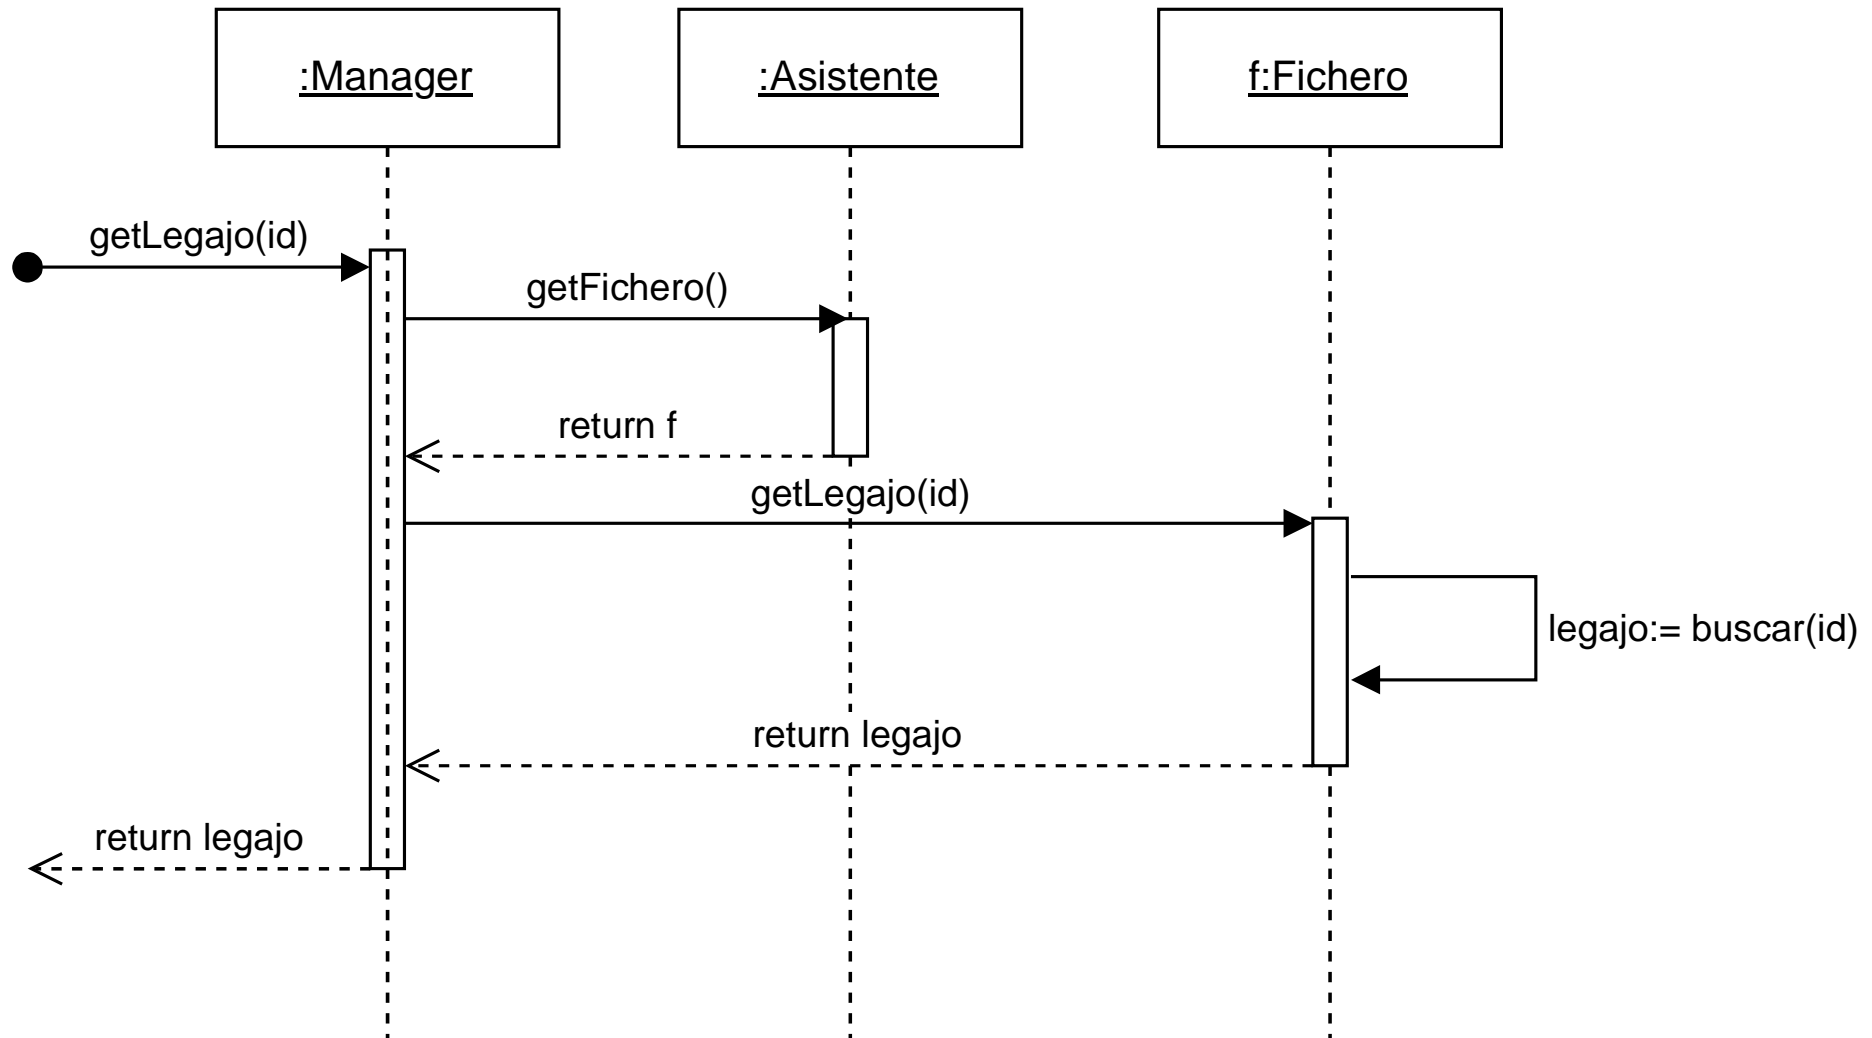 :Manager
:Asistente
f:Fichero
getLegajo(id)
getFichero()
return f
getLegajo(id)
legajo:= buscar(id)
return legajo
return legajo